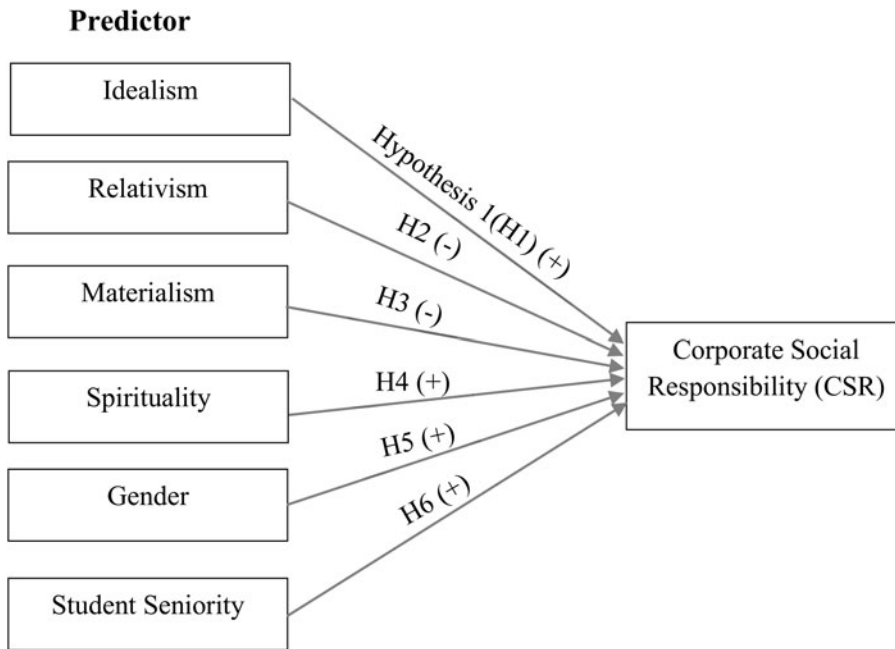 Predictor
Idealism
Hypothesis 1(H1) (+)
Relativism
H2 (-)
Materialism
H3 (-)
Corporate Social
Responsibility (CSR)
Spirituality
H4 (+)
Gender
H5 (+)
Student Seniority
H6 (+)